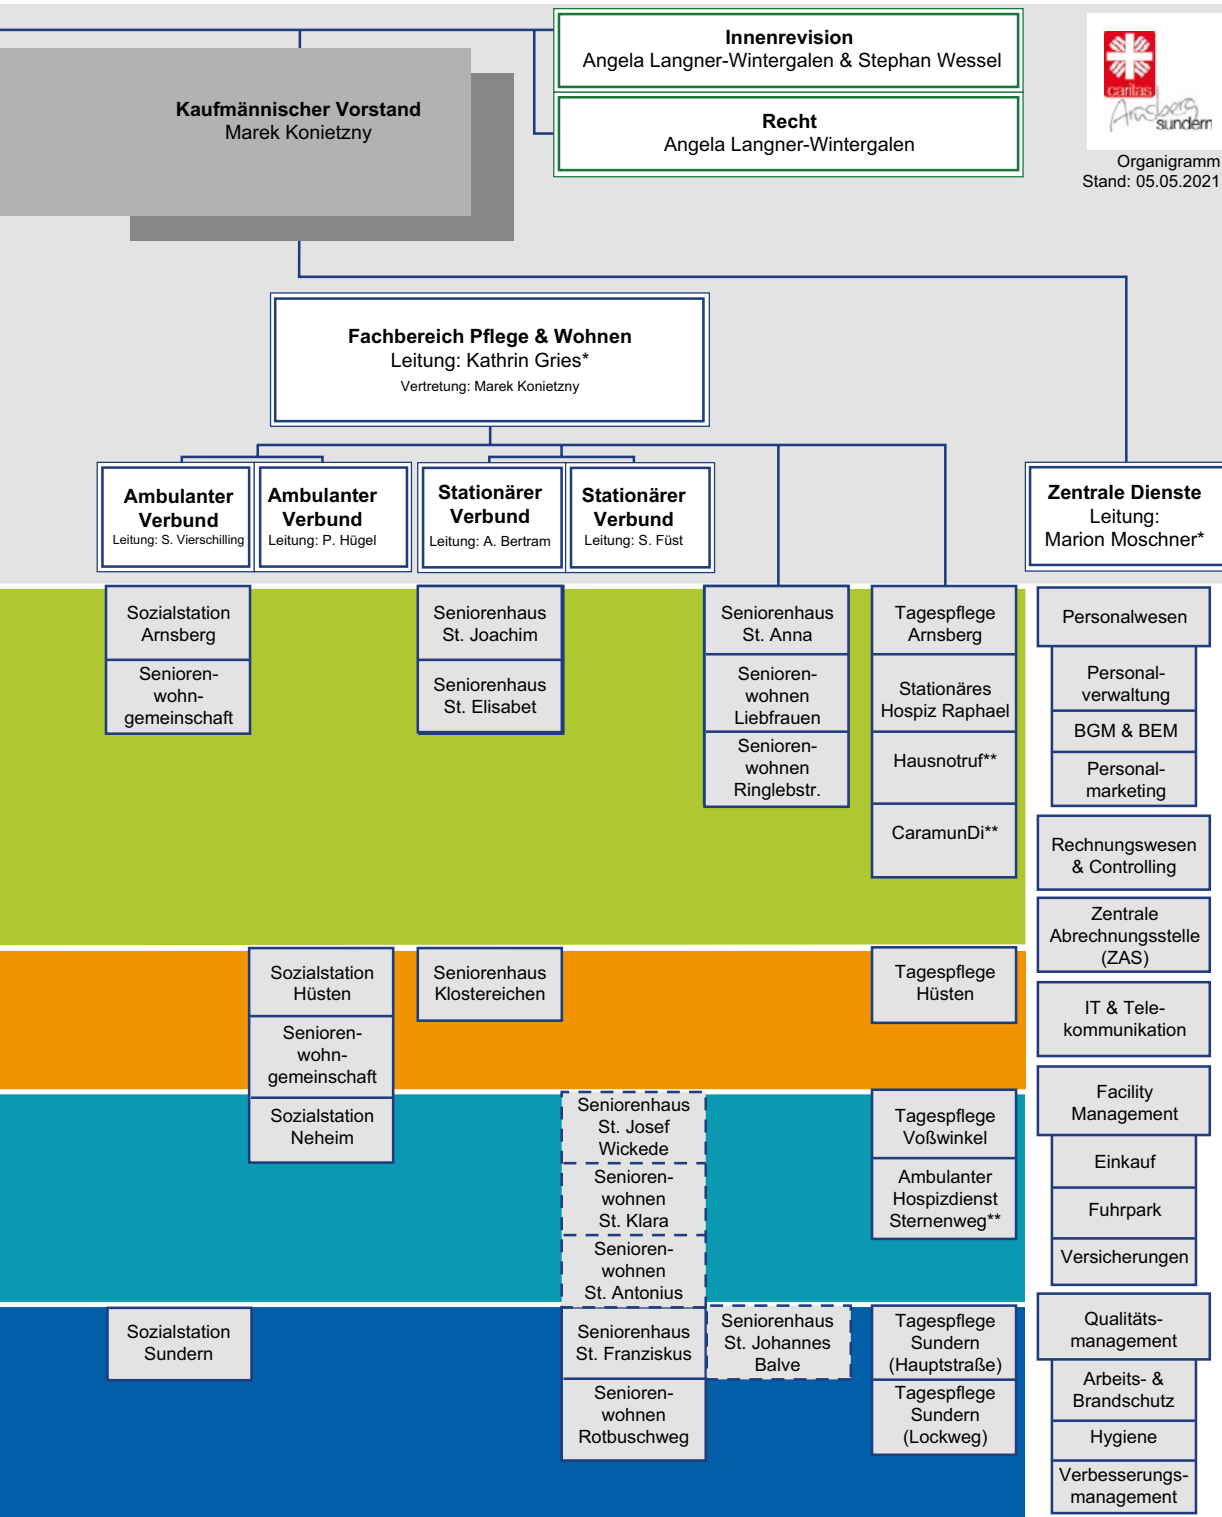 Innenrevision
Angela Langner-Wintergalen & Stephan Wessel
Recht
Angela Langner-Wintergalen
caritas
Arnsberg
sundern
Organigramm
Stand: 05.05.2021
Kaufmännischer Vorstand
Marek Konietzny
Fachbereich Pflege & Wohnen
Leitung: Kathrin Gries*
Vertretung: Marek Konietzny
Ambulanter
Verbund
Leitung: S. Vierschilling
Ambulanter
Verbund
Leitung: P. Hügel
Stationärer
Verbund
Leitung: A. Bertram
Stationärer
Verbund
Leitung: S. Füst
Zentrale Dienste
Leitung:
Marion Moschner*
Sozialstation
Arnsberg
Senioren-
wohn-
gemeinschaft
Seniorenhaus
St. Joachim
Seniorenhaus
St. Elisabet
Seniorenhaus
St. Anna
Senioren-
wohnen
Liebfrauen
Senioren-
wohnen
Ringlebstr.
Tagespflege
Arnsberg
Stationäres
Hospiz Raphael
Hausnotruf**
CaramunDi**
Sozialstation
Hüsten
Senioren-
wohn-
gemeinschaft
Sozialstation
Neheim
Seniorenhaus
Klostereichen
Tagespflege
Hüsten
Seniorenhaus
St. Josef
Wickede
Senioren-
wohnen
St. Klara
Senioren-
wohnen
St. Antonius
Tagespflege
Voßwinkel
Ambulanter
Hospizdienst
Sternenweg**
Sozialstation
Sundern
Seniorenhaus
St. Franziskus
Senioren-
wohnen
Rotbuschweg
Seniorenhaus
St. Johannes
Balve
Tagespflege
Sundern
(Hauptstraße)
Tagespflege
Sundern
(Lockweg)
Personalwesen
Personal-
verwaltung
BGM & BEM
Personal-
marketing
Rechnungswesen
& Controlling
Zentrale
Abrechnungsstelle
(ZAS)
IT & Tele-
kommunikation
Facility
Management
Einkauf
Fuhrpark
Versicherungen
Qualitäts-
management
Arbeits- &
Brandschutz
Hygiene
Verbesserungs-
management